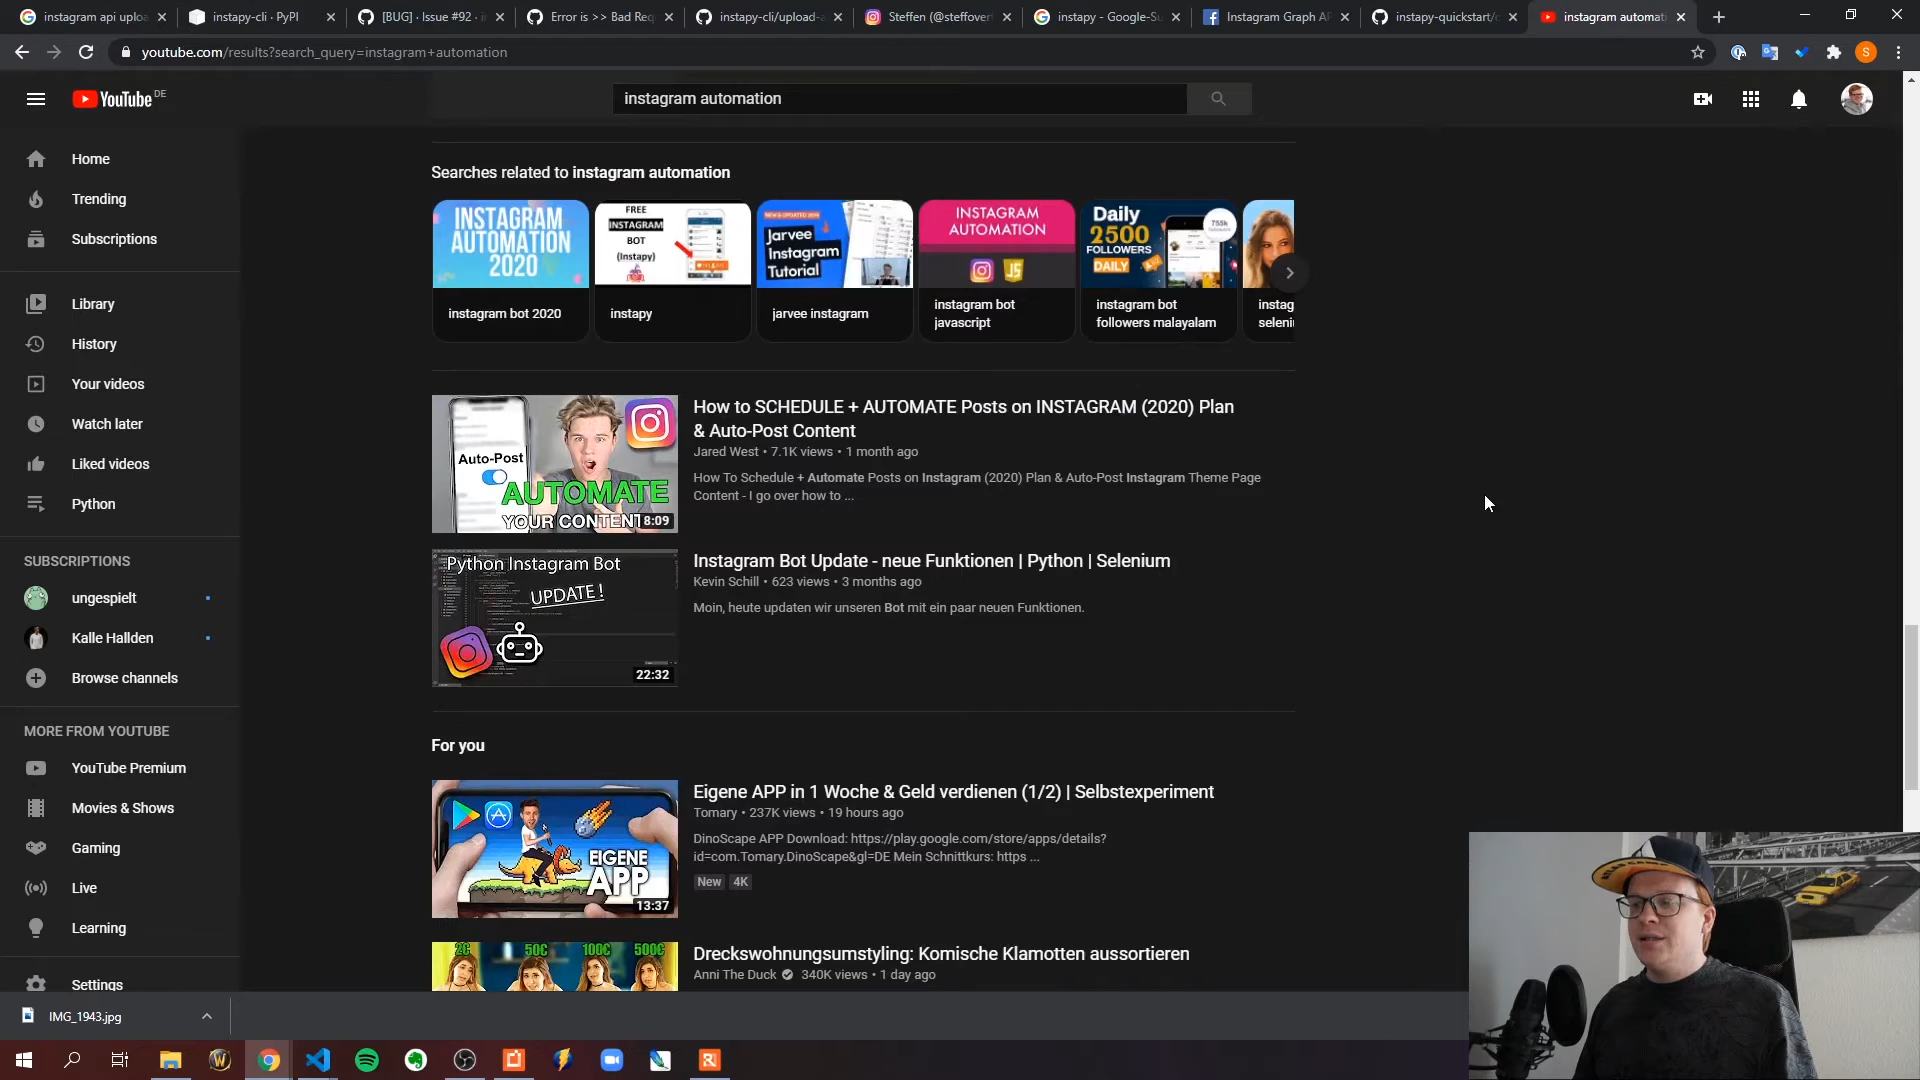 instagram api uploa
instapy-cli · PyPI
[BUG] · Issue #92 · i
Error is >> Bad Req
instapy-cli/upload-
Steffen (@steffover
instapy - Google-Su
Instagram Graph AP
instapy-quickstart/
instagram automati
youtube.com/results?search_query=instagram+automation
S
YouTube DE
instagram automation
Home
Trending
Subscriptions
Library
History
Your videos
Watch later
Liked videos
Python
SUBSCRIPTIONS
ungespielt
Kalle Hallden
Browse channels
MORE FROM YOUTUBE
YouTube Premium
Movies & Shows
Gaming
Live
Learning
Settings
Searches related to instagram automation
INSTAGRAM
AUTOMATION
2020
instagram bot 2020
FREE
INSTAGRAM
BOT
(Instapy)
instapy
Jarvee
Instagram
Tutorial
jarvee instagram
INSTAGRAM
AUTOMATION
JS
instagram bot
javascript
Daily
2500
FOLLOWERS
DAILY
755k
instagram bot
followers malayalam
instag
seleni
Auto-Post
AUTOMATE
YOUR CONTENT
8:09
How to SCHEDULE + AUTOMATE Posts on INSTAGRAM (2020) Plan
& Auto-Post Content
Jared West • 7.1K views • 1 month ago
How To Schedule + Automate Posts on Instagram (2020) Plan & Auto-Post Instagram Theme Page
Content - I go over how to ...
Python Instagram Bot
UPDATE!
22:32
Instagram Bot Update - neue Funktionen | Python | Selenium
Kevin Schill • 623 views • 3 months ago
Moin, heute updaten wir unseren Bot mit ein paar neuen Funktionen.
For you
EIGENE
APP
13:37
Eigene APP in 1 Woche & Geld verdienen (1/2) | Selbstexperiment
Tomary • 237K views • 19 hours ago
DinoScape APP Download: https://play.google.com/store/apps/details?
id=com.Tomary.DinoScape&gl=DE Mein Schnittkurs: https ...
New 4K
2€ 50€ 100€ 500€
Dreckswohnungsumstyling: Komische Klamotten aussortieren
Anni The Duck 340K views • 1 day ago
IMG_1943.jpg